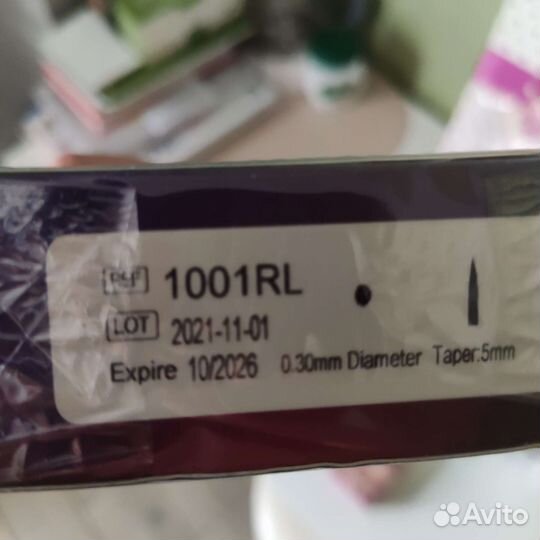 REF 1001RL
LOT 2021-11-01
Expire 10/2026 0.30mm Diameter Taper:5mm
Avito